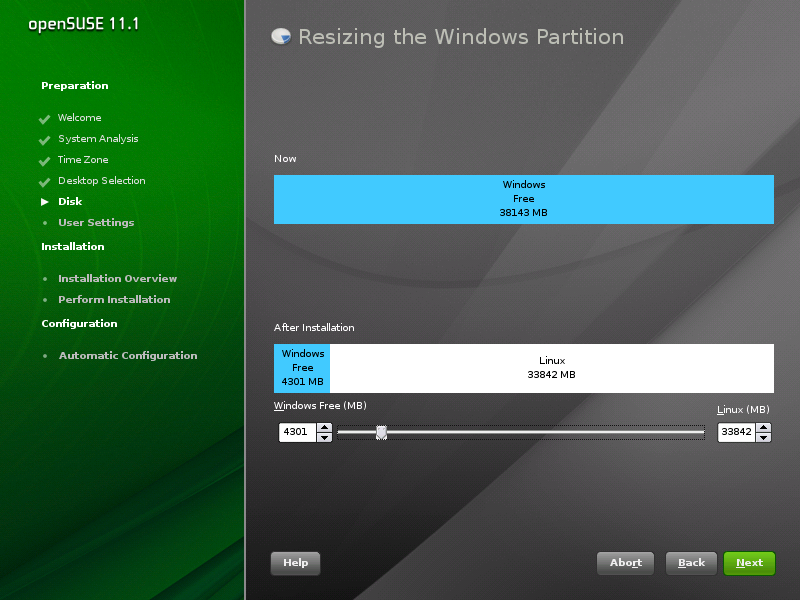 openSUSE 11.1
Preparation
Welcome
System Analysis
Time Zone
Desktop Selection
Disk
User Settings
Installation
Installation Overview
Perform Installation
Configuration
Automatic Configuration
Resizing the Windows Partition
Now
Windows
Free
38143 MB
After Installation
Windows
Free
4301 MB
Linux
33842 MB
Windows Free (MB)
Linux (MB)
4301
33842
Help
Abort
Back
Next